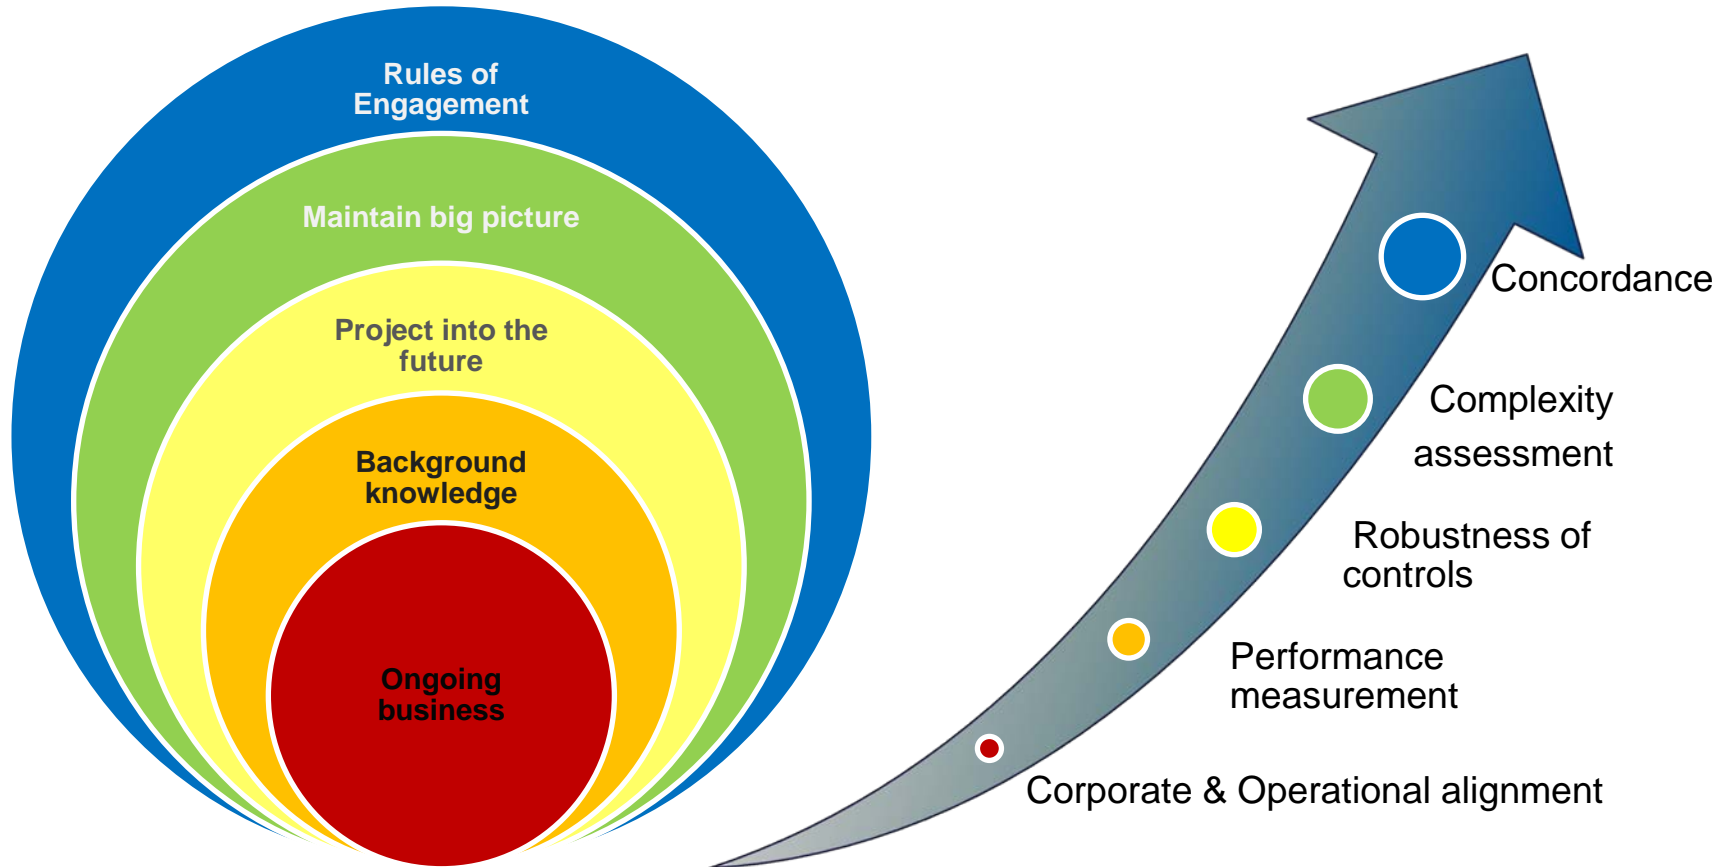 Rules of
Engagement
Maintain big picture
Project into the
future
Background
knowledge
Ongoing
business
Concordance
Complexity
assessment
Robustness of
controls
Performance
measurement
Corporate & Operational alignment